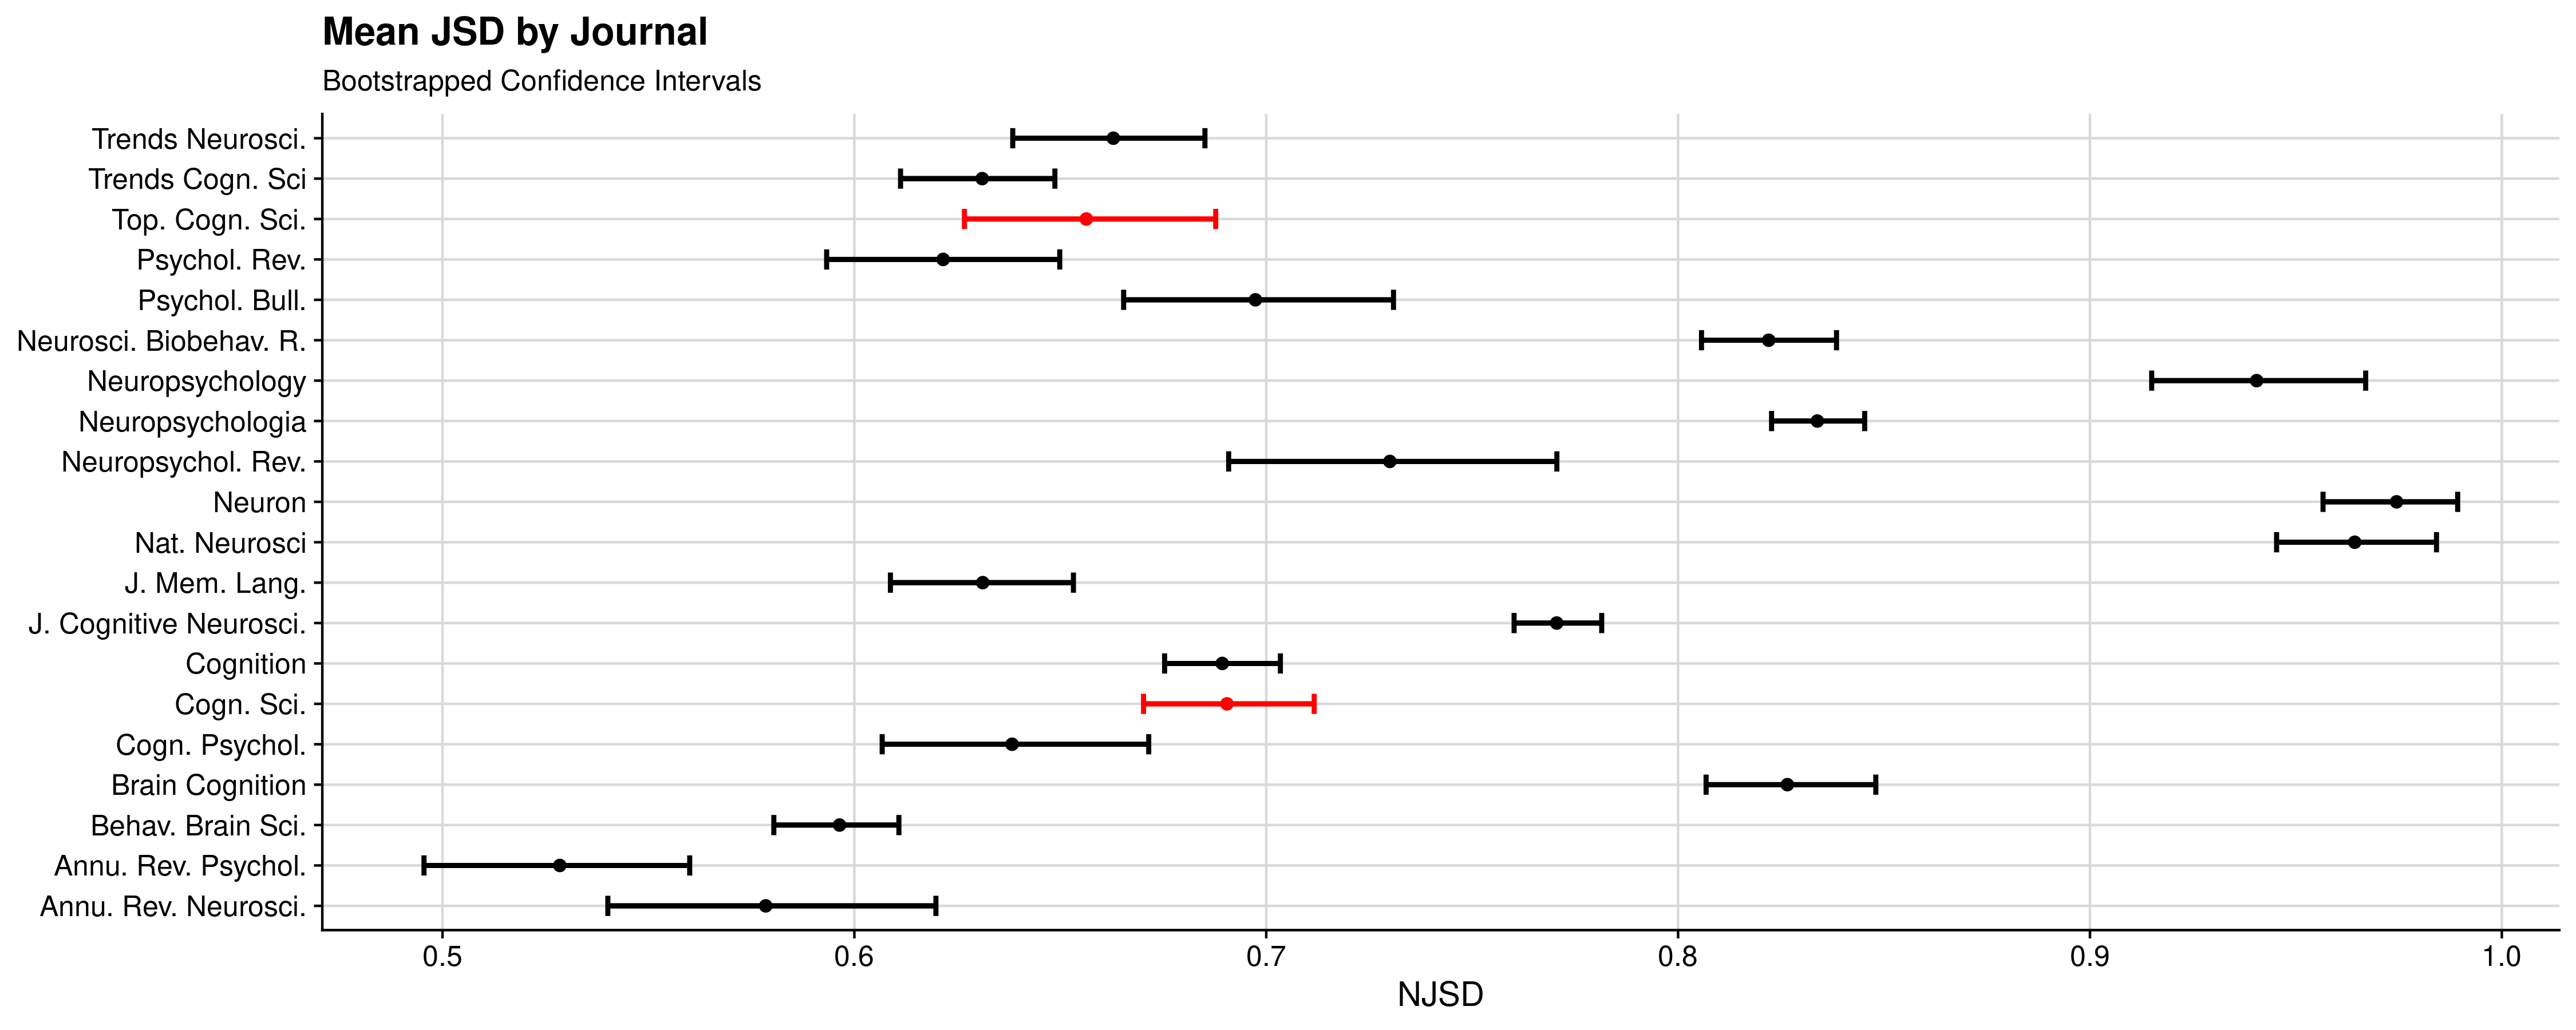 Mean JSD by Journal
Bootstrapped Confidence Intervals
Trends Neurosci.
Trends Cogn. Sci
Top. Cogn. Sci.
Psychol. Rev.
Psychol. Bull.
Neurosci. Biobehav. R.
Neuropsychology
Neuropsychologia
Neuropsychol. Rev.
Neuron
Nat. Neurosci
J. Mem. Lang.
J. Cognitive Neurosci.
Cognition
Cogn. Sci.
Cogn. Psychol.
Brain Cognition
Behav. Brain Sci.
Annu. Rev. Psychol.
Annu. Rev. Neurosci.
0.5 0.6 0.7 0.8 0.9 1.0
NJSD